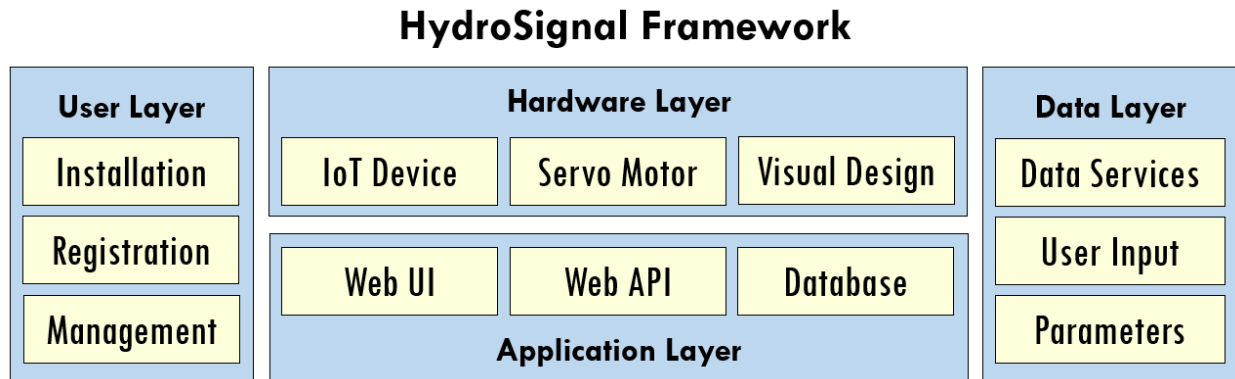 HydroSignal Framework
User Layer
Installation
Registration
Management
Hardware Layer
IoT Device
Servo Motor
Visual Design
Web UI
Web API
Database
Application Layer
Data Layer
Data Services
User Input
Parameters